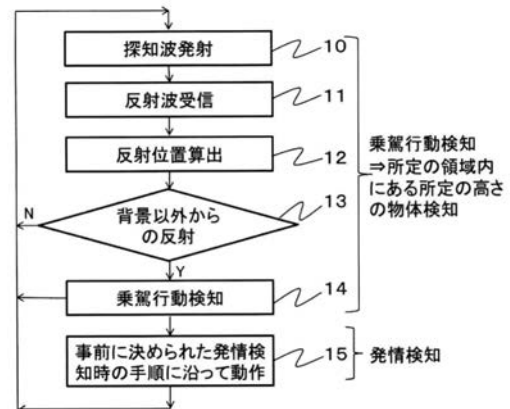 探知波発射
10
反射波受信
11
反射位置算出
12
背景以外から
の反射
13
N
Y
乗駕行動検知
14
事前に決められた発情検
知時の手順に沿って動作
15
乗駕行動検知
⇒所定の領域内
にある所定の高さ
の物体検知
発情検知